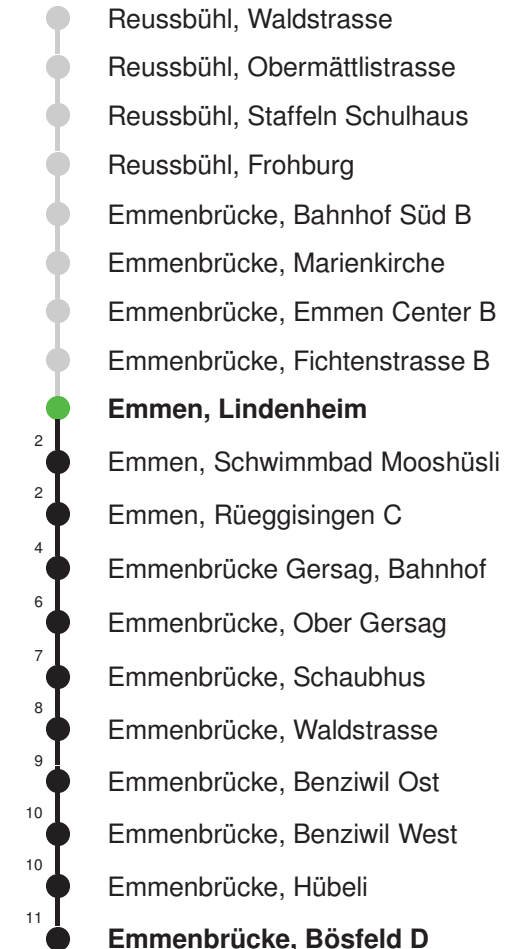 Reussbühl, Waldstrasse
Reussbühl, Obermättlistrasse
Reussbühl, Staffeln Schulhaus
Reussbühl, Frohburg
Emmenbrücke, Bahnhof Süd B
Emmenbrücke, Marienkirche
Emmenbrücke, Emmen Center B
Emmenbrücke, Fichtenstrasse B
Emmen, Lindenheim
2 Emmen, Schwimmbad Mooshüsli
2 Emmen, Rüeggisingen C
4 Emmenbrücke Gersag, Bahnhof
6 Emmenbrücke, Ober Gersag
7 Emmenbrücke, Schaubhus
8 Emmenbrücke, Waldstrasse
9 Emmenbrücke, Benziwil Ost
10 Emmenbrücke, Benziwil West
10 Emmenbrücke, Hübeli
11 Emmenbrücke, Bösfeld D